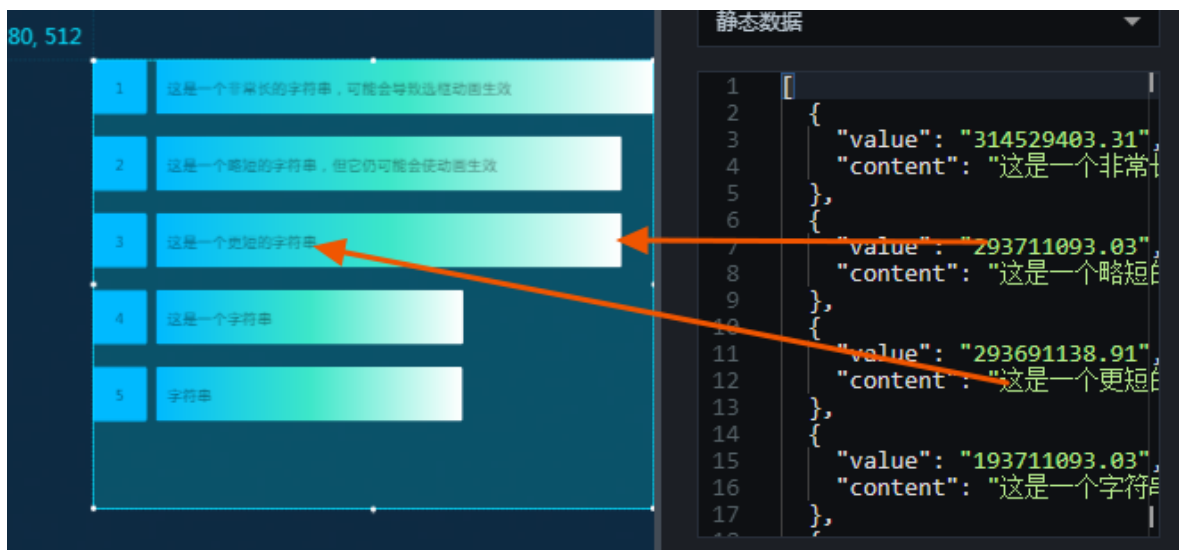 80, 512
1 这是一个非常长的字符串，可能会导致选框动画生效
2 这是一个略短的字符串，但它仍可能会使动画生效
3 这是一个更短的字符串
4 这是一个字符串
5 字符串
静态数据
1 [
2 {
3 "value": "314529403.31",
4 "content": "这是一个非常
5 },
6 {
7 "value": "293711093.03",
8 "content": "这是一个略短
9 },
10 {
11 "value": "293691138.91",
12 "content": "这是一个更短
13 },
14 {
15 "value": "193711093.03",
16 "content": "这是一个字符
17 },